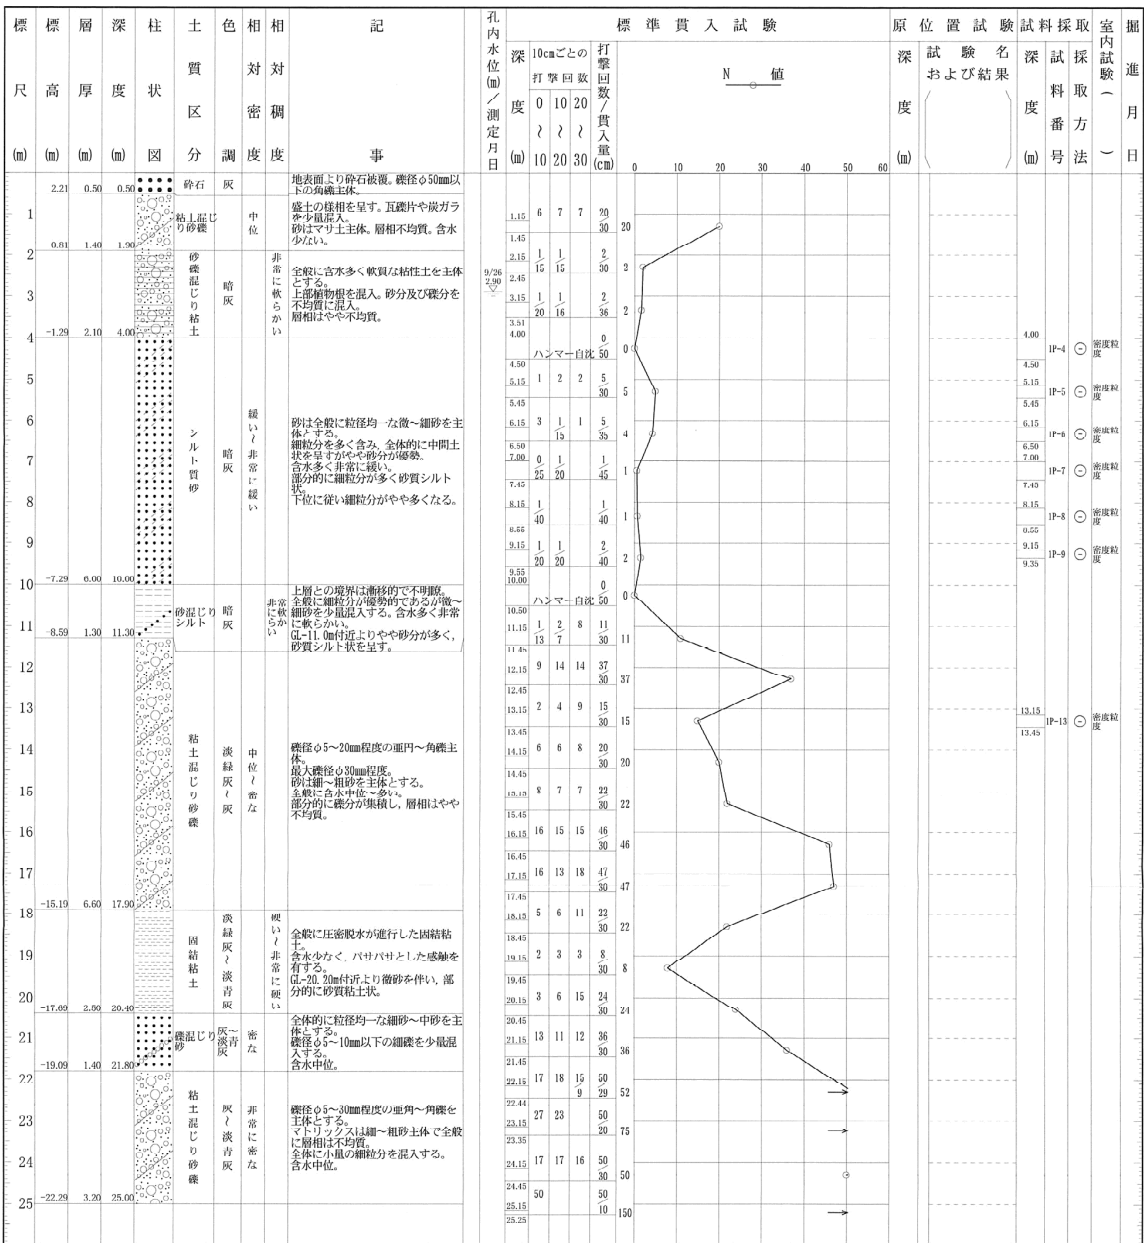 標尺(m)
標高(m)
層厚(m)
深度(m)
柱状図
土質区分
色調
相対密度
相対稠度
記事
孔内水位(m)/測定月日
標準貫入試験
深度(m)
10cmごとの打撃回数
0~10
10~20
20~30
打撃回数/貫入量(cm)
N 値
0 10 20 30 40 50 60
原位置試験
深度(m)
試験名および結果
試料採取
深度(m)
試料番号
採取方法
室内試験( )
掘進月日
2.21 0.50 0.50
砕石
灰
地表面より砕石被覆。礫径φ50mm以
下の角礫主体。
0.81 1.40 1.90
粘土混じり砂礫
中位
盛土の様相を呈す。瓦礫片や炭ガラ
を少量混入。
砂はマサ土主体。層相不均質。含水
少ない。
-1.29 2.10 4.00
砂礫混じり粘土
暗灰
非常に軟らかい
全般に含水多く軟質な粘性土を主体
とする。
上部植物根を混入。砂分及び礫分を
不均質に混入。
層相はやや不均質。
9/26
2.90
-7.29 6.00 10.00
シルト質砂
暗灰
緩い~非常に緩い
砂は全般に粒径均一な微~細砂を主
体とする。
細粒分を多く含み、全体的に中間土
状を呈すがやや砂分が優勢。
含水多く非常に緩い。
部分的に細粒分が多く砂質シルト
状。
下位に従い細粒分がやや多くなる。
-8.59 1.30 11.30
砂混じりシルト
暗灰
非常に軟らかい
上層との境界は漸移的で不明瞭。
全般に細粒分が優勢的であるが微~
細砂を少量混入する。含水多く非常
に軟らかい。
GL-11.0m付近よりやや砂分が多く,
砂質シルト状を呈す。
-15.19 6.60 17.90
粘土混じり砂礫
淡緑灰~灰
中位~密な
礫径φ5~20mm程度の亜円~角礫主
体。
最大礫径φ30mm程度。
砂は細~粗砂を主体とする。
全般に含水中位~多い。
部分的に礫分が集積し, 層相はやや
不均質。
-17.69 2.50 20.40
固結粘土
淡緑灰~淡青灰
硬い~非常に硬い
全般に圧密脱水が進行した固結粘
土。
含水少なく、パサパサとした感触を
有する。
GL-20.20m付近より微砂を伴い, 部
分的に砂質粘土状。
-19.09 1.40 21.80
礫混じり砂
灰~淡青灰
密な
全体的に粒径均一な細砂~中砂を主
体とする。
礫径φ5~10mm以下の細礫を少量混
入する。
含水中位。
-22.29 3.20 25.00
粘土混じり砂礫
灰~淡青灰
非常に密な
礫径φ5~30mm程度の亜角~角礫を
主体とする。
マトリックスは細~粗砂主体で全般
に層相は不均質。
全体に小量の細粒分を混入する。
含水中位。
1 2 3 4 5 6 7 8 9 10 11 12 13 14 15 16 17 18 19 20 21 22 23 24 25
1.15 6 7 7 20/30 20
1.45
2.15 1/15 1/15 2/30 2
2.45
3.15 1/20 1/16 2/36 2
3.51
4.00 ハンマー自沈 0/50 0
4.50
5.15 1 2 2 5/30 5
5.45
6.15 3 1/15 1 5/35 4
6.50
7.00 0/25 1/20 1/45 1
7.45
8.15 1/40 1/40 1
8.55
9.15 1/20 1/20 2/40 2
9.55
10.00 ハンマー自沈 0/50 0
10.50
11.15 1/13 2/7 8 11/30 11
11.45
12.15 9 14 14 37/30 37
12.45
13.15 2 4 9 15/30 15
13.45
14.15 6 6 8 20/30 20
14.45
15.15 8 7 7 22/30 22
15.45
16.15 16 15 15 46/30 46
16.45
17.15 16 13 18 47/30 47
17.45
18.15 5 6 11 22/30 22
18.45
19.15 2 3 3 8/30 8
19.45
20.15 3 6 15 24/30 24
20.45
21.15 13 11 12 36/30 36
21.45
22.15 17 18 15/9 50/29 52
22.44
23.15 27 23 50/20 75
23.35
24.15 17 17 16 50/30 50
24.45
25.15 50 50/10 150
25.25
4.00 1P-4 密度粒度
4.50
5.15 1P-5 密度粒度
5.45
6.15 1P-6 密度粒度
6.50
7.00 1P-7 密度粒度
7.45
8.15 1P-8 密度粒度
8.55
9.15 1P-9 密度粒度
9.35
13.15 1P-13 密度粒度
13.45